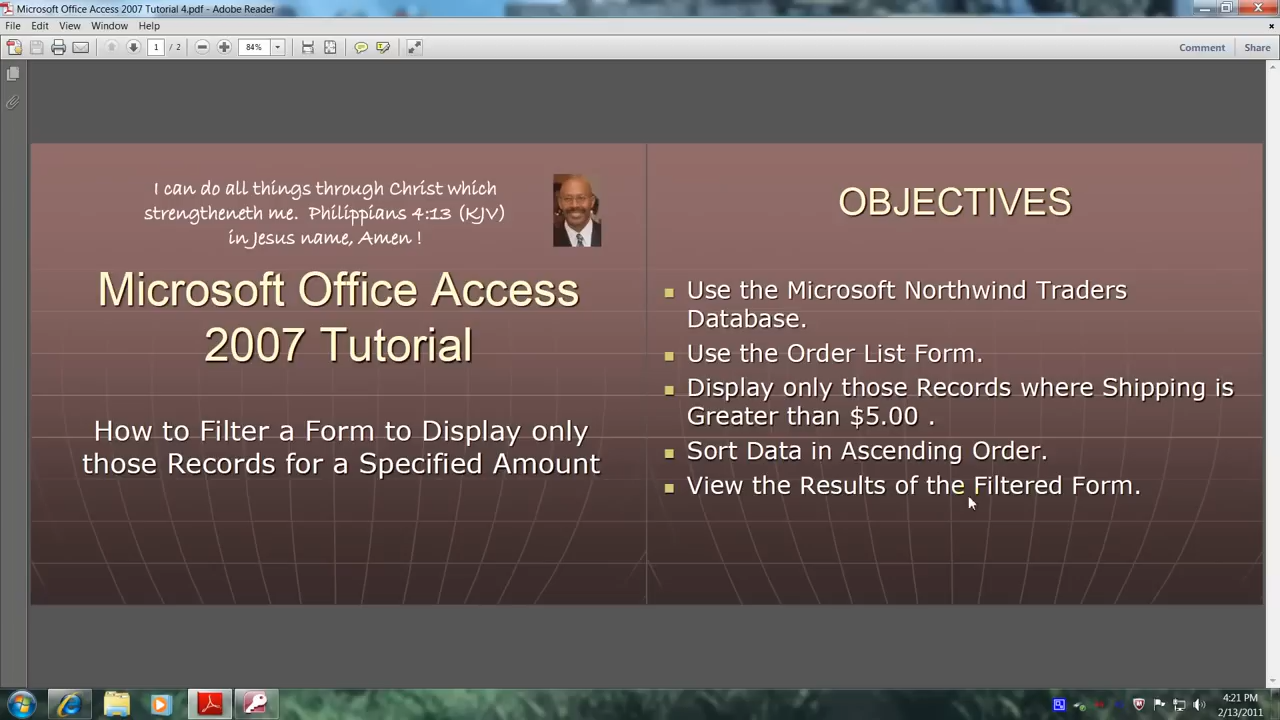 Microsoft Office Access 2007 Tutorial 4.pdf - Adobe Reader
File Edit View Window Help
1 / 2 84% Comment Share
I can do all things through Christ which
strengtheneth me. Philippians 4:13 (KJV)
in Jesus name, Amen !
Microsoft Office Access
2007 Tutorial
How to Filter a Form to Display only
those Records for a Specified Amount
OBJECTIVES
Use the Microsoft Northwind Traders
Database.
Use the Order List Form.
Display only those Records where Shipping is
Greater than $5.00 .
Sort Data in Ascending Order.
View the Results of the Filtered Form.
4:21 PM
2/13/2011